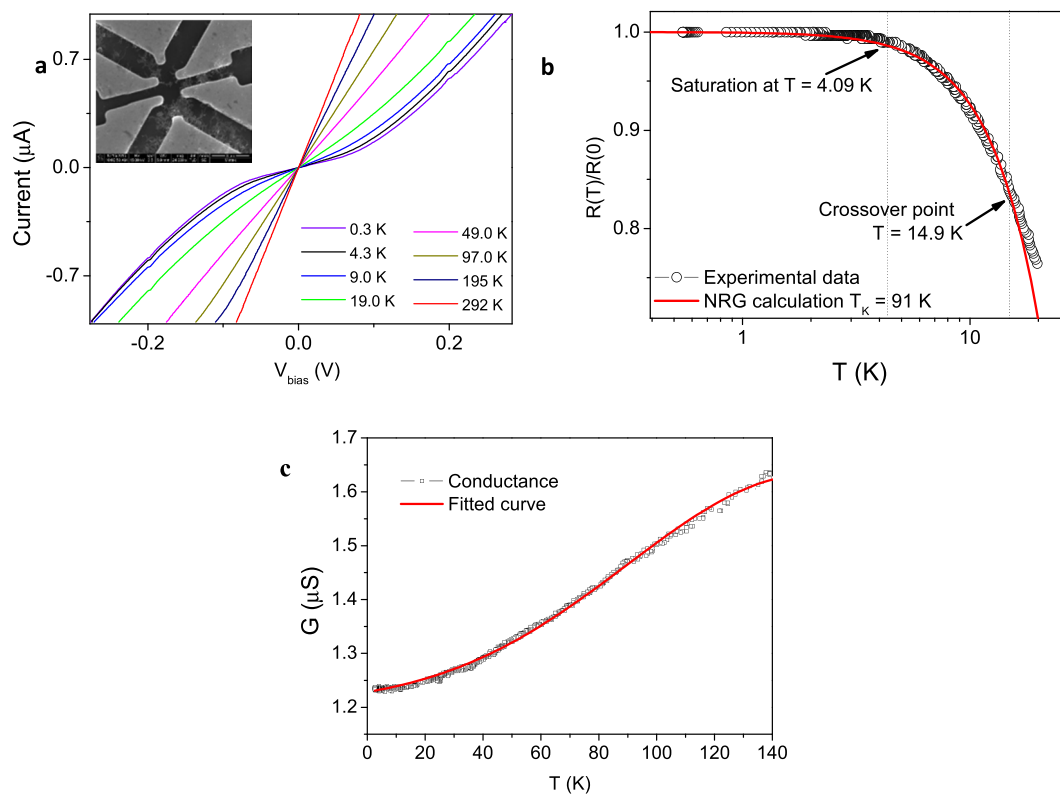 a
0.7
0.0
-0.7
Current (μA)
-0.2
0.0
0.2
V_bias (V)
0.3 K
4.3 K
9.0 K
19.0 K
49.0 K
97.0 K
195 K
292 K
b
1.0
0.9
0.8
R(T)/R(0)
Saturation at T = 4.09 K
Crossover point
T = 14.9 K
Experimental data
NRG calculation T_K = 91 K
1
10
T (K)
c
1.7
1.6
1.5
1.4
1.3
1.2
G (μS)
Conductance
Fitted curve
0
20
40
60
80
100
120
140
T (K)